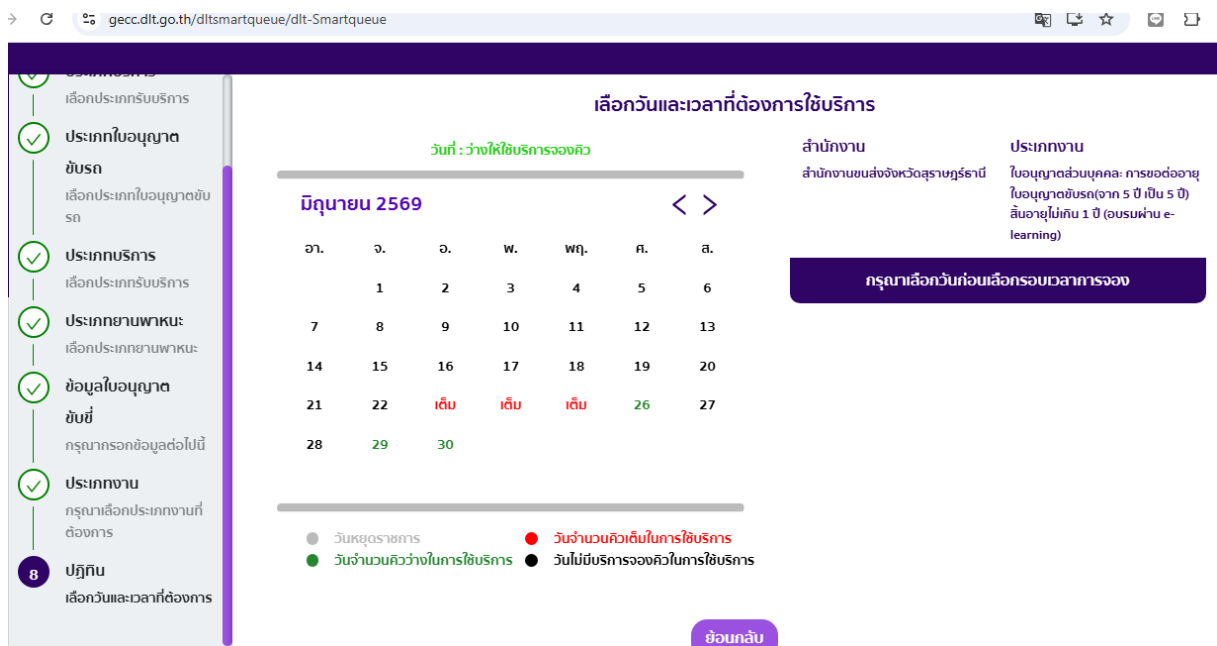 gecc.dlt.go.th/dltsmartqueue/dlt-Smartqueue
เลือกประเภทรับบริการ
ประเภทใบอนุญาต
ขับรถ
เลือกประเภทใบอนุญาตขับ
รถ
ประเภทบริการ
เลือกประเภทรับบริการ
ประเภทยานพาหนะ
เลือกประเภทยานพาหนะ
ข้อมูลใบอนุญาต
ขับขี่
กรุณากรอกข้อมูลต่อไปนี้
ประเภทงาน
กรุณาเลือกประเภทงานที่
ต้องการ
8 ปฎิทิน
เลือกวันและเวลาที่ต้องการ
เลือกวันและเวลาที่ต้องการใช้บริการ
วันที่ : ว่างให้ใช้บริการจองคิว
มิถุนายน 2569 < >
อา. จ. อ. พ. พฤ. ศ. ส.
1 2 3 4 5 6
7 8 9 10 11 12 13
14 15 16 17 18 19 20
21 22 เต็ม เต็ม เต็ม 26 27
28 29 30
วันหยุดราชการ วันจำนวนคิวเต็มในการใช้บริการ
วันจำนวนคิวว่างในการใช้บริการ วันไม่มีบริการจองคิวในการใช้บริการ
สำนักงาน
สำนักงานขนส่งจังหวัดสุราษฎร์ธานี
ประเภทงาน
ใบอนุญาตส่วนบุคคล: การขอต่ออายุ
ใบอนุญาตขับรถ(จาก 5 ปี เป็น 5 ปี)
สิ้นอายุไม่เกิน 1 ปี (อบรมผ่าน e-
learning)
กรุณาเลือกวันก่อนเลือกรอบเวลาการจอง
ย้อนกลับ